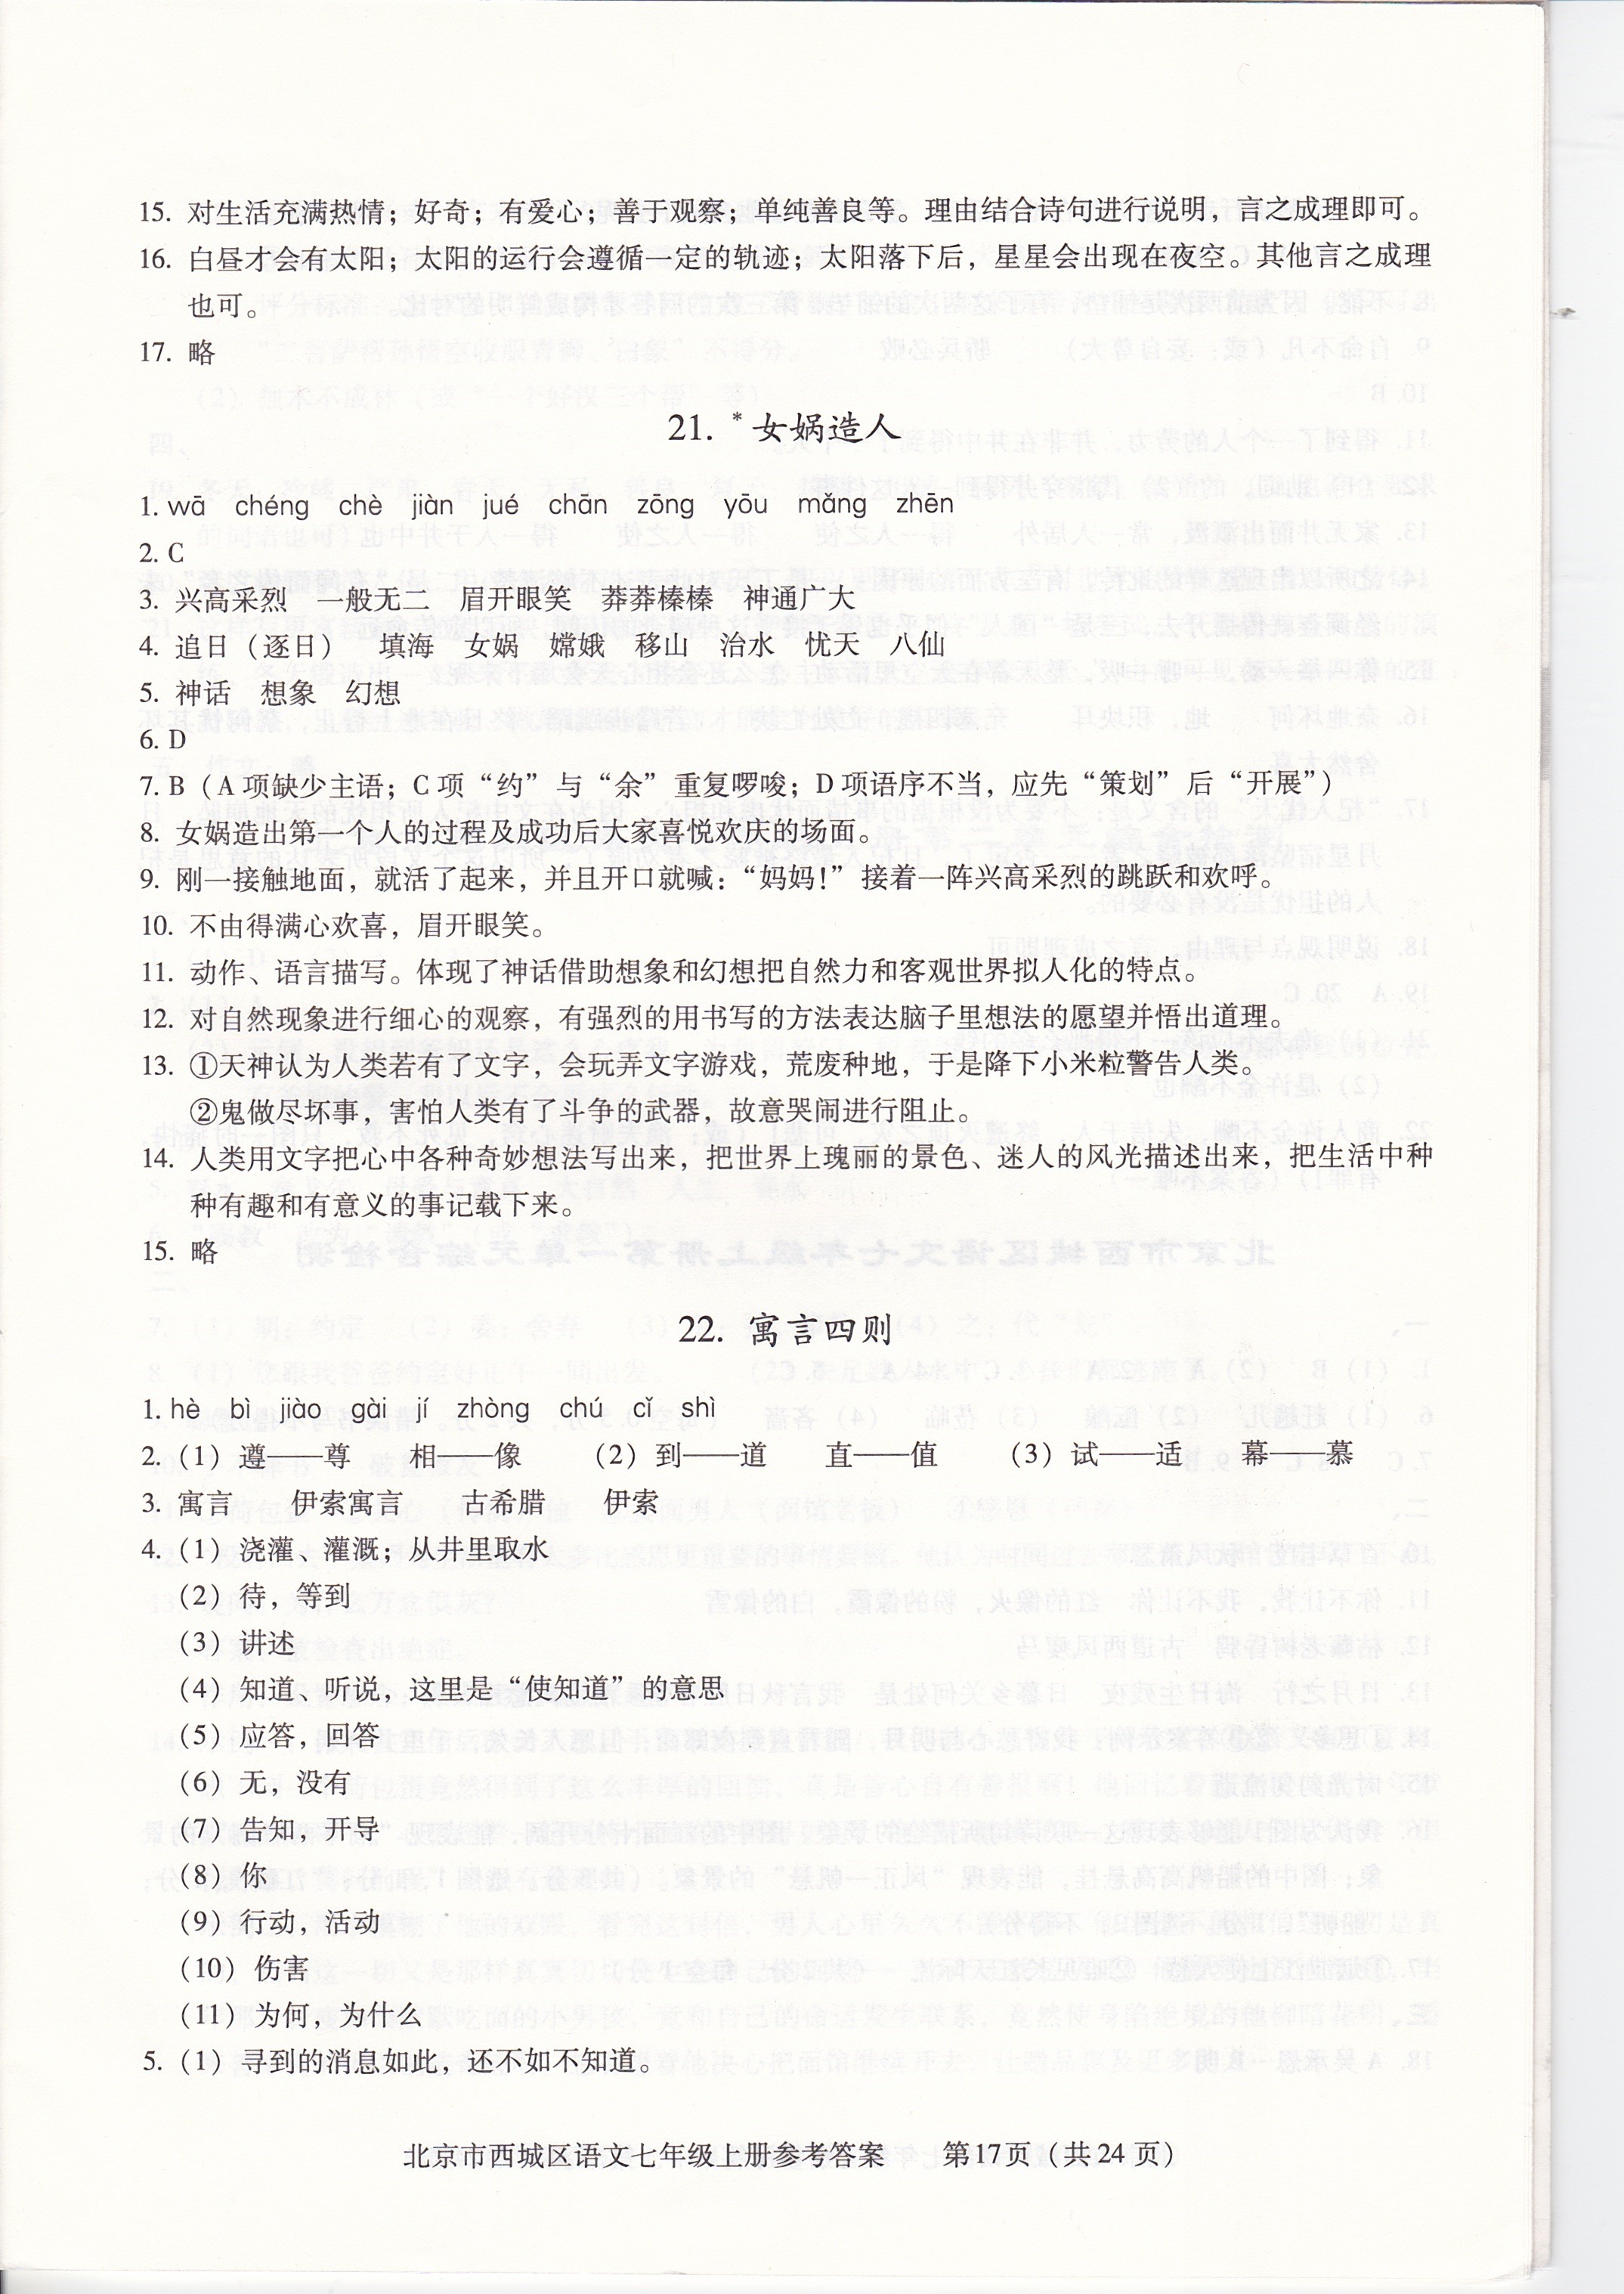 15. 对生活充满热情；好奇；有爱心；善于观察；单纯善良等。理由结合诗句进行说明，言之成理即可。
16. 白昼才会有太阳；太阳的运行会遵循一定的轨迹；太阳落下后，星星会出现在夜空。其他言之成理
也可。
17. 略
21. *女娲造人
1. wā chéng chè jiàn jué chān zōng yōu mǎng zhēn
2. C
3. 兴高采烈 一般无二 眉开眼笑 莽莽榛榛 神通广大
4. 追日（逐日） 填海 女娲 嫦娥 移山 治水 忧天 八仙
5. 神话 想象 幻想
6. D
7. B（A 项缺少主语；C 项“约”与“余”重复啰唆；D 项语序不当，应先“策划”后“开展”）
8. 女娲造出第一个人的过程及成功后大家喜悦欢庆的场面。
9. 刚一接触地面，就活了起来，并且开口就喊：“妈妈！”接着一阵兴高采烈的跳跃和欢呼。
10. 不由得满心欢喜，眉开眼笑。
11. 动作、语言描写。体现了神话借助想象和幻想把自然力和客观世界拟人化的特点。
12. 对自然现象进行细心的观察，有强烈的用书写的方法表达脑子里想法的愿望并悟出道理。
13. ①天神认为人类若有了文字，会玩弄文字游戏，荒废种地，于是降下小米粒警告人类。
②鬼做尽坏事，害怕人类有了斗争的武器，故意哭闹进行阻止。
14. 人类用文字把心中各种奇妙想法写出来，把世界上瑰丽的景色、迷人的风光描述出来，把生活中种
种有趣和有意义的事记载下来。
15. 略
22. 寓言四则
1. hè bì jiào gài jí zhòng chú cǐ shì
2.（1）遵——尊 相——像 （2）到——道 直——值 （3）试——适 幕——慕
3. 寓言 伊索寓言 古希腊 伊索
4.（1）浇灌、灌溉；从井里取水
（2）待，等到
（3）讲述
（4）知道、听说，这里是“使知道”的意思
（5）应答，回答
（6）无，没有
（7）告知，开导
（8）你
（9）行动，活动
（10）伤害
（11）为何，为什么
5.（1）寻到的消息如此，还不如不知道。
北京市西城区语文七年级上册参考答案 第17页（共24页）